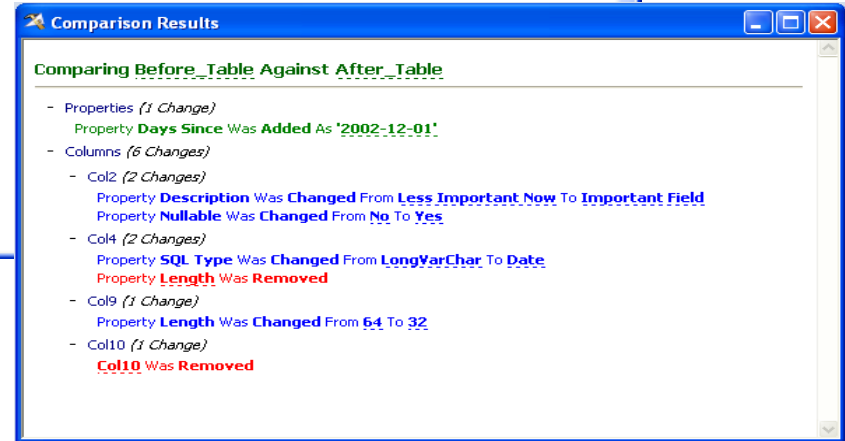 Comparison Results
Comparing Before_Table Against After_Table
- Properties (1 Change)
Property Days Since Was Added As '2002-12-01'
- Columns (6 Changes)
- Col2 (2 Changes)
Property Description Was Changed From Less Important Now To Important Field
Property Nullable Was Changed From No To Yes
- Col4 (2 Changes)
Property SQL Type Was Changed From LongVarChar To Date
Property Length Was Removed
- Col9 (1 Change)
Property Length Was Changed From 64 To 32
- Col10 (1 Change)
Col10 Was Removed